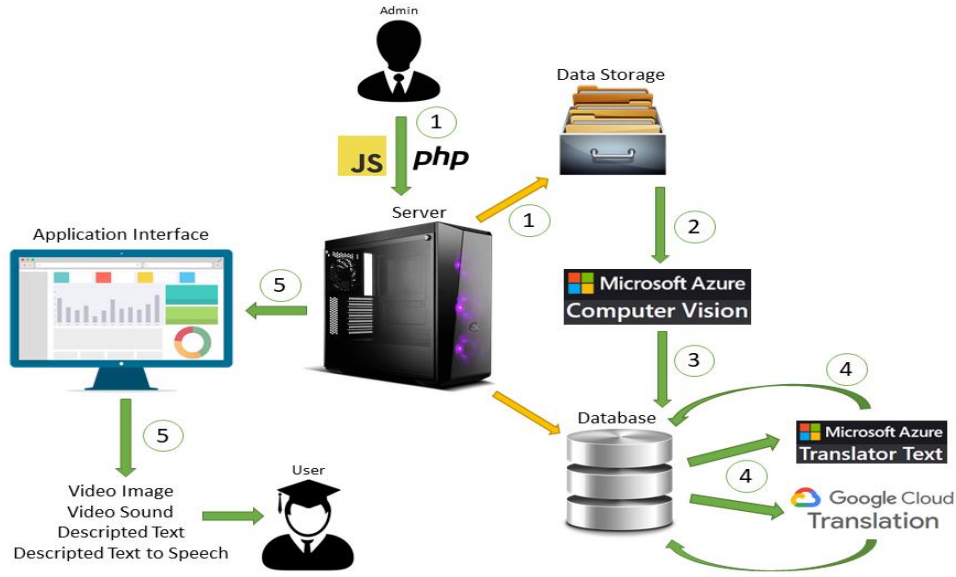 Admin
1
JS
php
Data Storage
Server
1
2
Application Interface
5
Microsoft Azure
Computer Vision
3
4
Database
Microsoft Azure
Translator Text
4
Google Cloud
Translation
5
User
Video Image
Video Sound
Descripted Text
Descripted Text to Speech